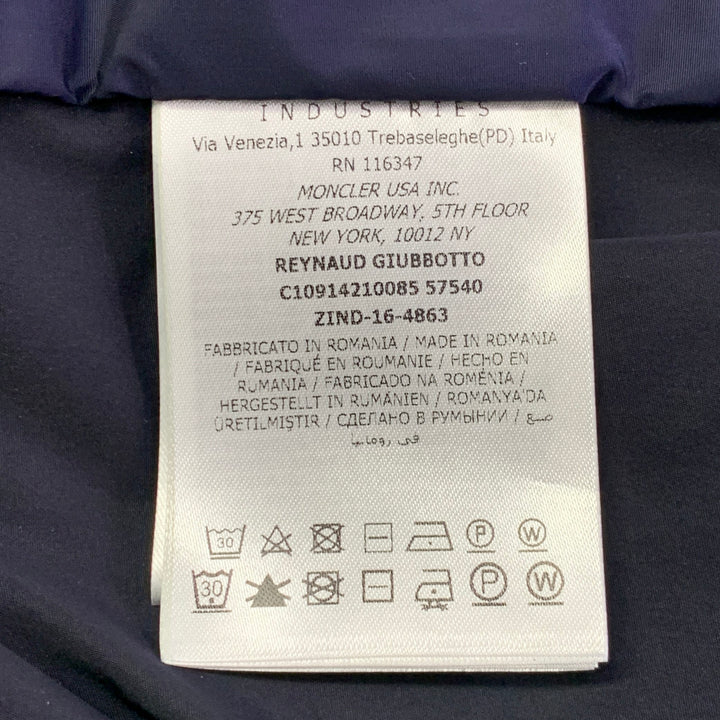 INDUSTRIES
Via Venezia,1 35010 Trebaseleghe(PD) Italy
RN 116347
MONCLER USA INC.
375 WEST BROADWAY, 5TH FLOOR
NEW YORK, 10012 NY
REYNAUD GIUBBOTTO
C10914210085 57540
ZIND-16-4863
FABBRICATO IN ROMANIA / MADE IN ROMANIA
/ FABRIQUÉ EN ROUMANIE / HECHO EN
RUMANIA / FABRICADO NA ROMÉNIA /
HERGESTELLT IN RUMÄNIEN / ROMANYA'DA
ÜRETILMIŞTIR / СДЕЛАНО В РУМЫНИИ / صنع
في رومانيا
30 P W
30 P W